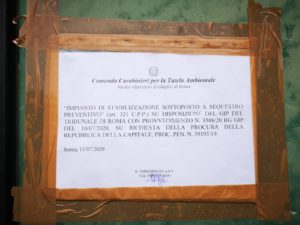 Comando Carabinieri per la Tutela Ambientale
Nucleo Operativo Ecologico di Roma
"IMPIANTO DI STABILIZZAZIONE SOTTOPOSTO A SEQUESTRO
PREVENTIVO" (art. 321 C.P.P.) SU DISPOSIZIONE DEL GIP DEL
TRIBUNALE DI ROMA CON PROVVEDIMENTO N. 3508/20 RG GIP
DEL 10/07/2020, SU RICHIESTA DELLA PROCURA DELLA
REPUBBLICA DELLA CAPITALE, PROC. PEN. N. 39195/19.
Roma, 13/07/2020